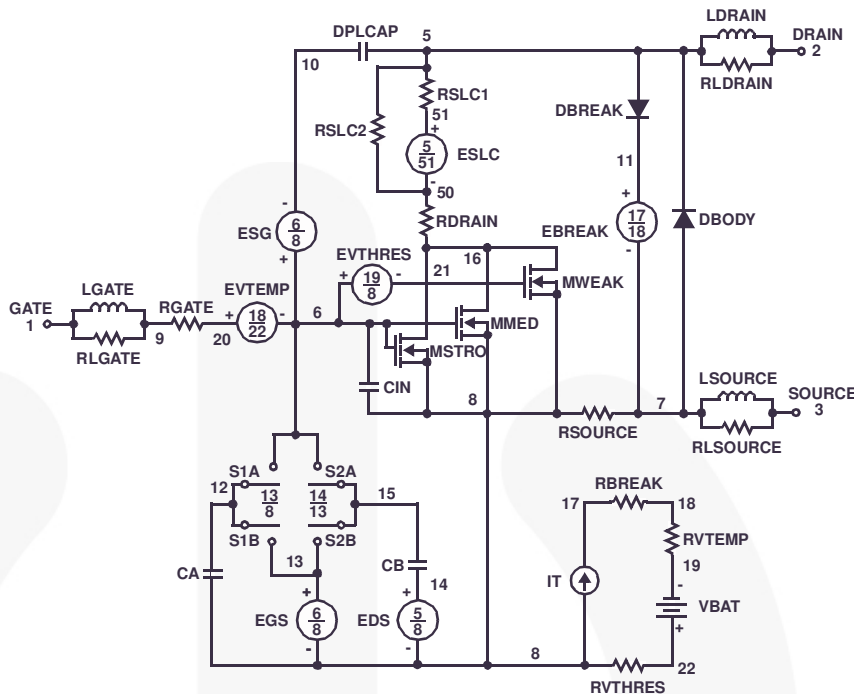 LDRAIN
DPLCAP 5 DRAIN
10 2
RLDRAIN
RSLC1
DBREAK
51
RSLC2
+
5
51
ESLC
-
50
11
-
RDRAIN
+
ESG
6
8
EBREAK
17
18
DBODY
+
EVTHRES
16
-
+ 19 - 21
8
MWEAK
LGATE
EVTEMP
GATE RGATE
1
+ 18 - 6
22
MMED
9 20
MSTRO
RLGATE
CIN
LSOURCE
8 7 SOURCE
3
RSOURCE
RLSOURCE
S1A S2A
12 13 14 15
8 13
RBREAK
17 18
S1B S2B
RVTEMP
13 CB
CA 14 IT 19
-
+ +
VBAT
EGS 6 EDS 5
8 8
+
- -
8 22
RVTHRES